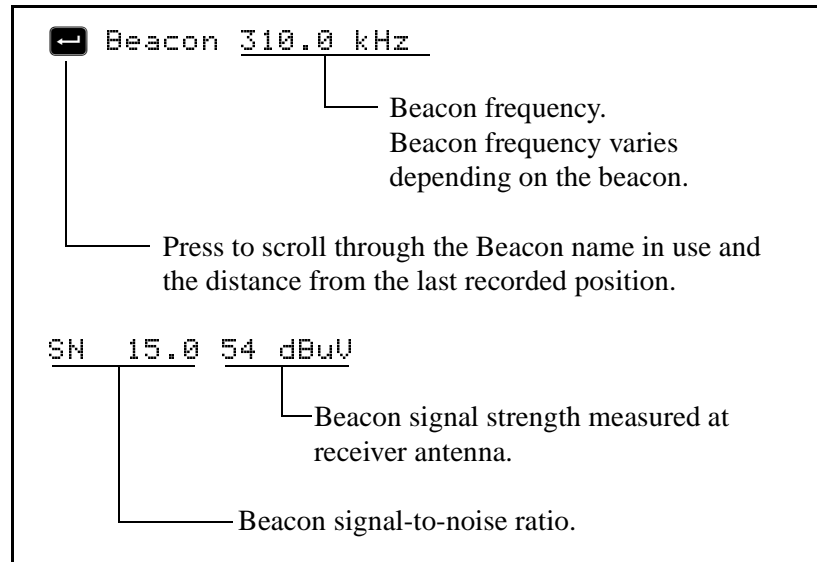 Beacon 310.0 kHz
Beacon frequency.
Beacon frequency varies
depending on the beacon.
Press to scroll through the Beacon name in use and
the distance from the last recorded position.
SN 15.0 54 dBuV
Beacon signal strength measured at
receiver antenna.
Beacon signal-to-noise ratio.